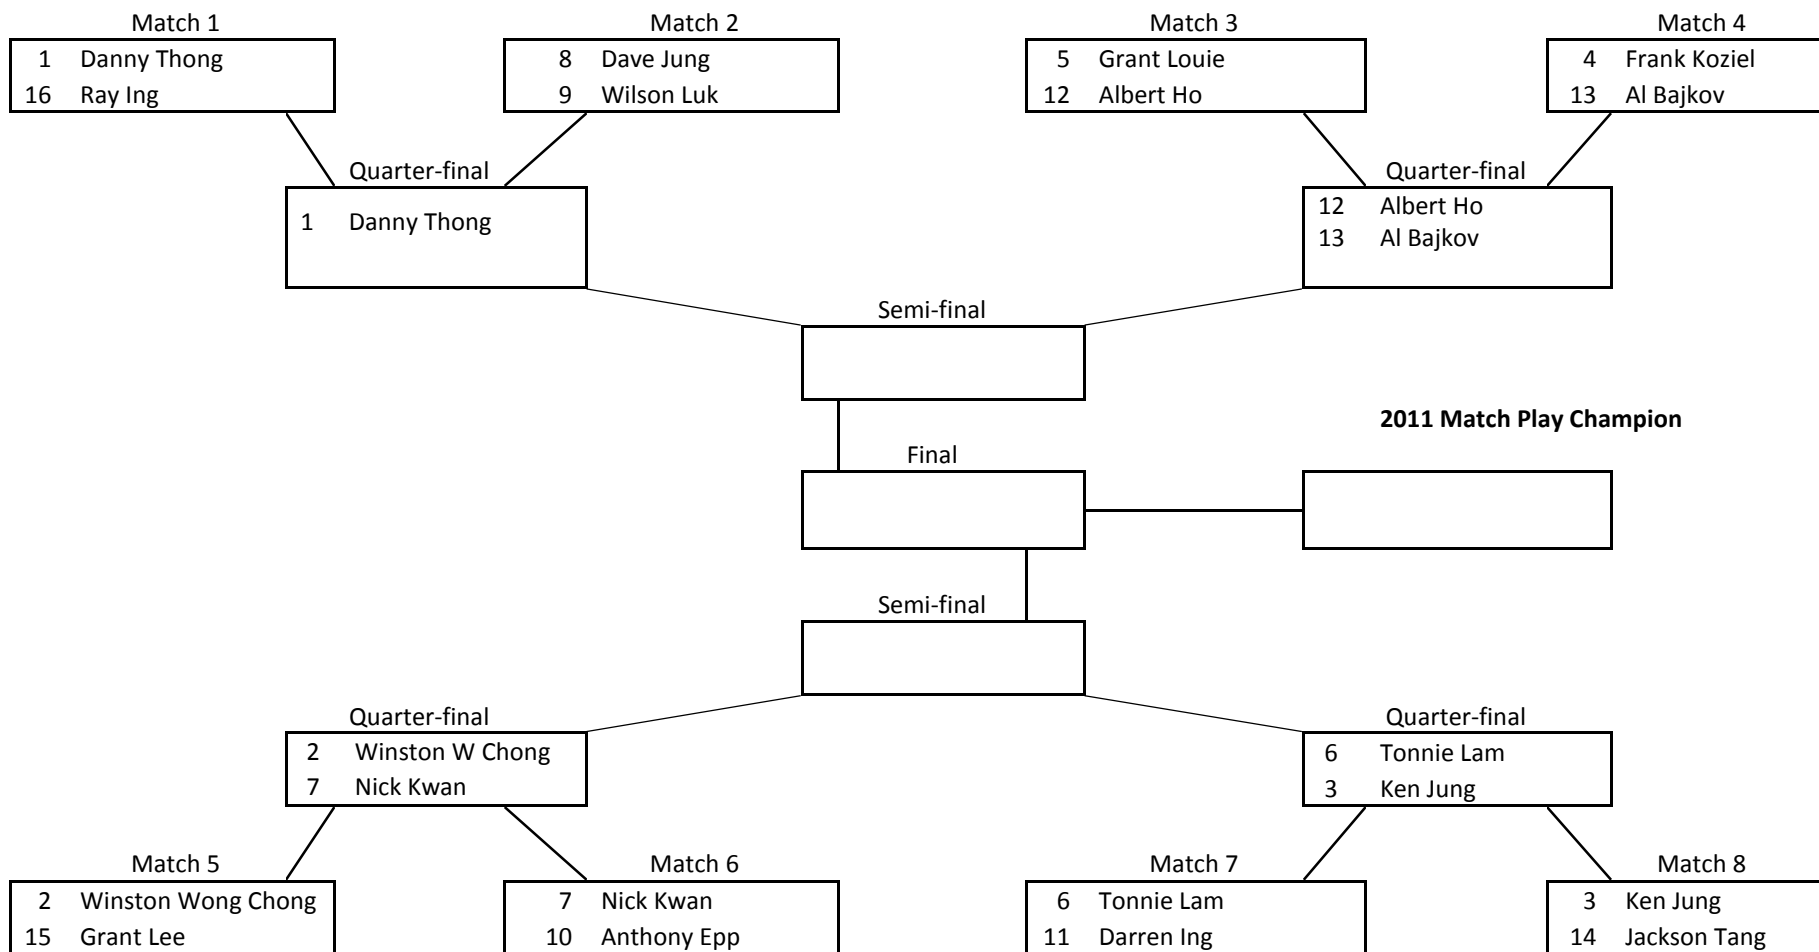 Match 1
Match 2
Match 3
Match 4
1 Danny Thong
16 Ray Ing
8 Dave Jung
9 Wilson Luk
5 Grant Louie
12 Albert Ho
4 Frank Koziel
13 Al Bajkov
Quarter-final
1 Danny Thong
Quarter-final
12 Albert Ho
13 Al Bajkov
Semi-final
2011 Match Play Champion
Final
Semi-final
Quarter-final
2 Winston W Chong
7 Nick Kwan
Quarter-final
6 Tonnie Lam
3 Ken Jung
Match 5
Match 6
Match 7
Match 8
2 Winston Wong Chong
15 Grant Lee
7 Nick Kwan
10 Anthony Epp
6 Tonnie Lam
11 Darren Ing
3 Ken Jung
14 Jackson Tang